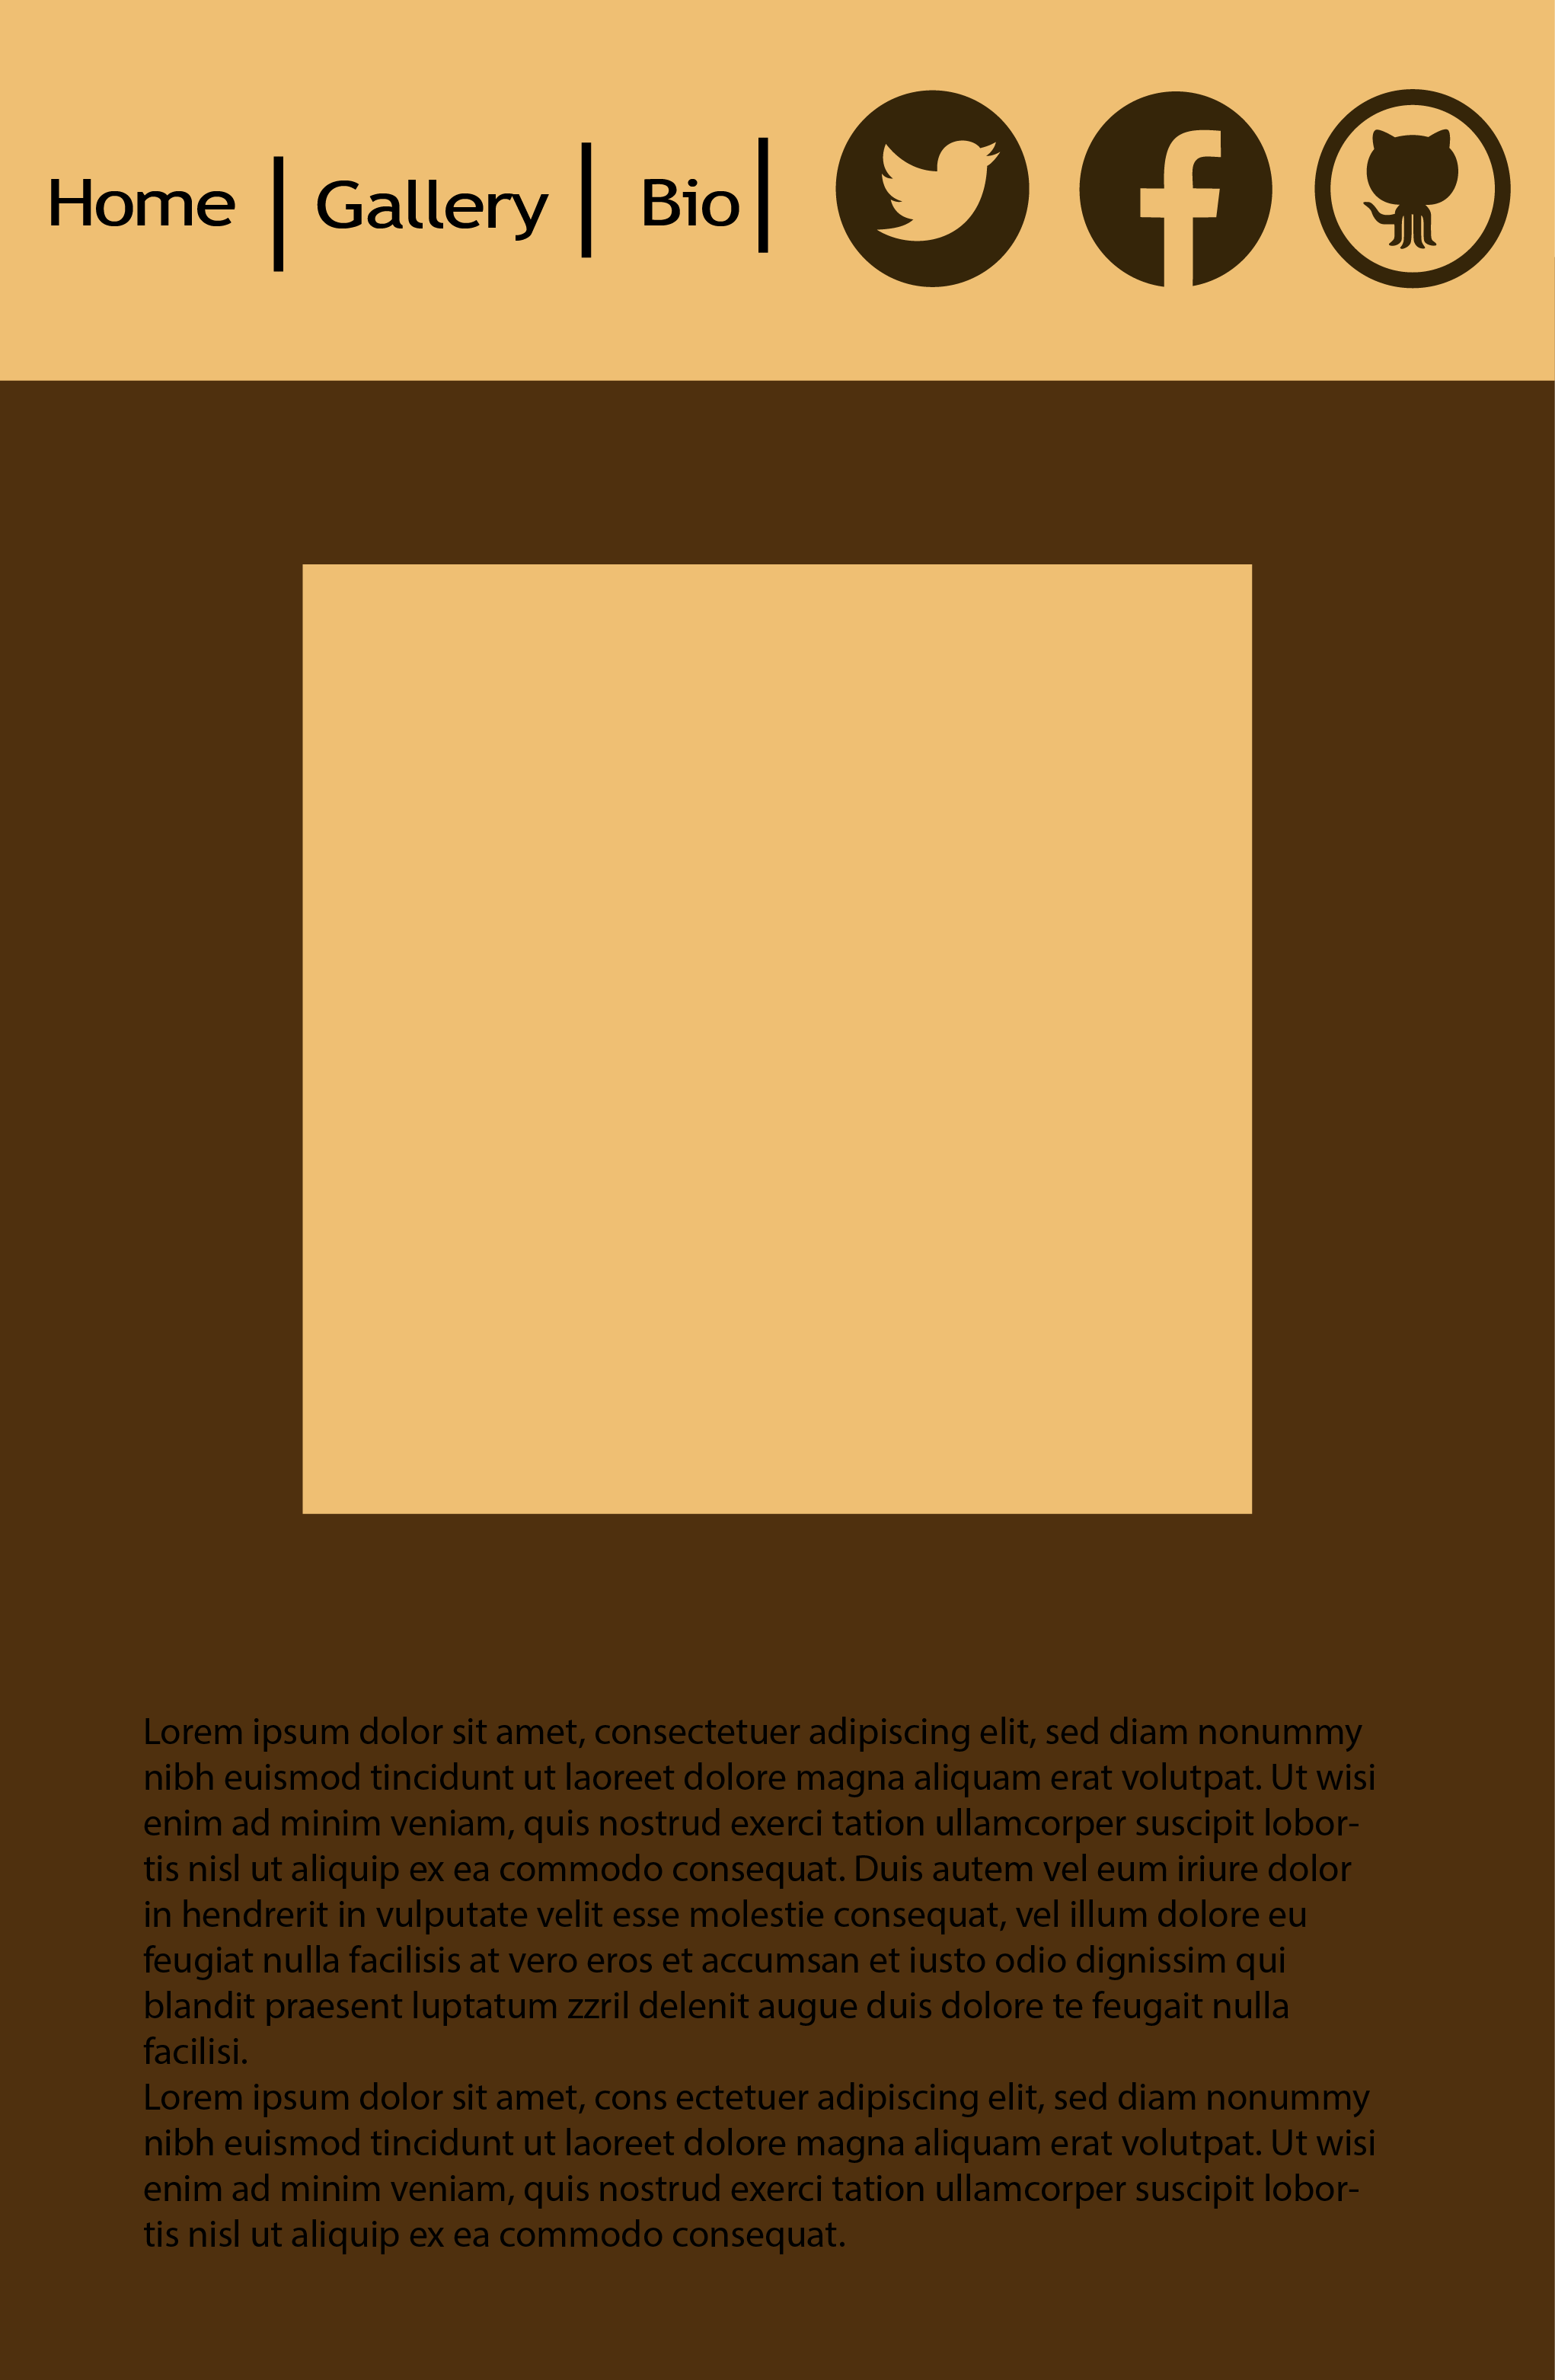 Home | Gallery | Bio |
Lorem ipsum dolor sit amet, consectetuer adipiscing elit, sed diam nonummy
nibh euismod tincidunt ut laoreet dolore magna aliquam erat volutpat. Ut wisi
enim ad minim veniam, quis nostrud exerci tation ullamcorper suscipit lobor-
tis nisl ut aliquip ex ea commodo consequat. Duis autem vel eum iriure dolor
in hendrerit in vulputate velit esse molestie consequat, vel illum dolore eu
feugiat nulla facilisis at vero eros et accumsan et iusto odio dignissim qui
blandit praesent luptatum zzril delenit augue duis dolore te feugait nulla
facilisi.
Lorem ipsum dolor sit amet, cons ectetuer adipiscing elit, sed diam nonummy
nibh euismod tincidunt ut laoreet dolore magna aliquam erat volutpat. Ut wisi
enim ad minim veniam, quis nostrud exerci tation ullamcorper suscipit lobor-
tis nisl ut aliquip ex ea commodo consequat.